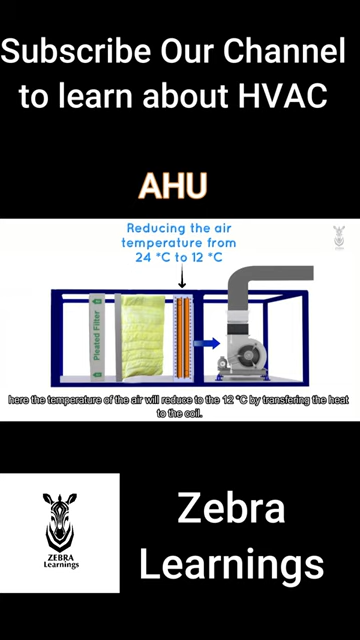 Subscribe Our Channel
to learn about HVAC
AHU
Reducing the air
temperature from
24 °C to 12 °C
Pleated Filter
here the temperature of the air will reduce to the 12 °C by transfering the heat
to the coil.
ZEBRA
Learnings
Zebra
Learnings